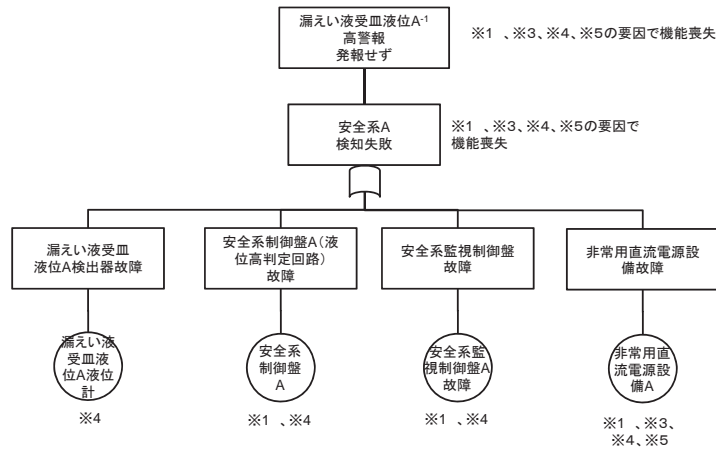 漏えい液受皿液位A-1
高警報
発報せず
※1 、※3、※4、※5の要因で機能喪失
安全系A
検知失敗
※1 、※3、※4、※5の要因で
機能喪失
漏えい液受皿
液位A検出器故障
安全系制御盤A(液
位高判定回路)
故障
安全系監視制御盤
故障
非常用直流電源設
備故障
漏えい液
受皿液
位A液位
計
安全系
制御盤
A
安全系監
視制御盤A
故障
非常用直
流電源設
備A
※4
※1 、※4
※1 、※4
※1 、※3、
※4、※5